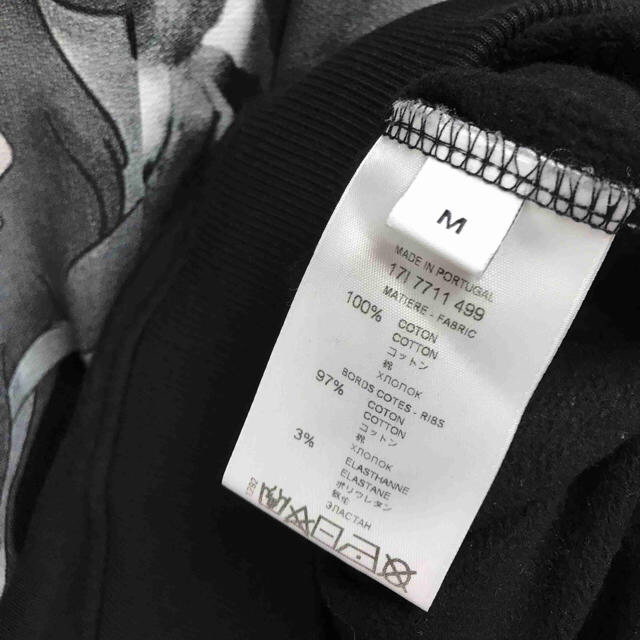 M
MADE IN PORTUGAL
17I 7711 499
MATIERE - FABRIC
100% COTON
COTTON
コットン
棉
ХЛОПОК
BORDS COTES - RIBS
97% COTON
COTTON
コットン
棉
ХЛОПОК
3% ELASTHANNE
ELASTANE
ポリウレタン
ЭЛАСТАН